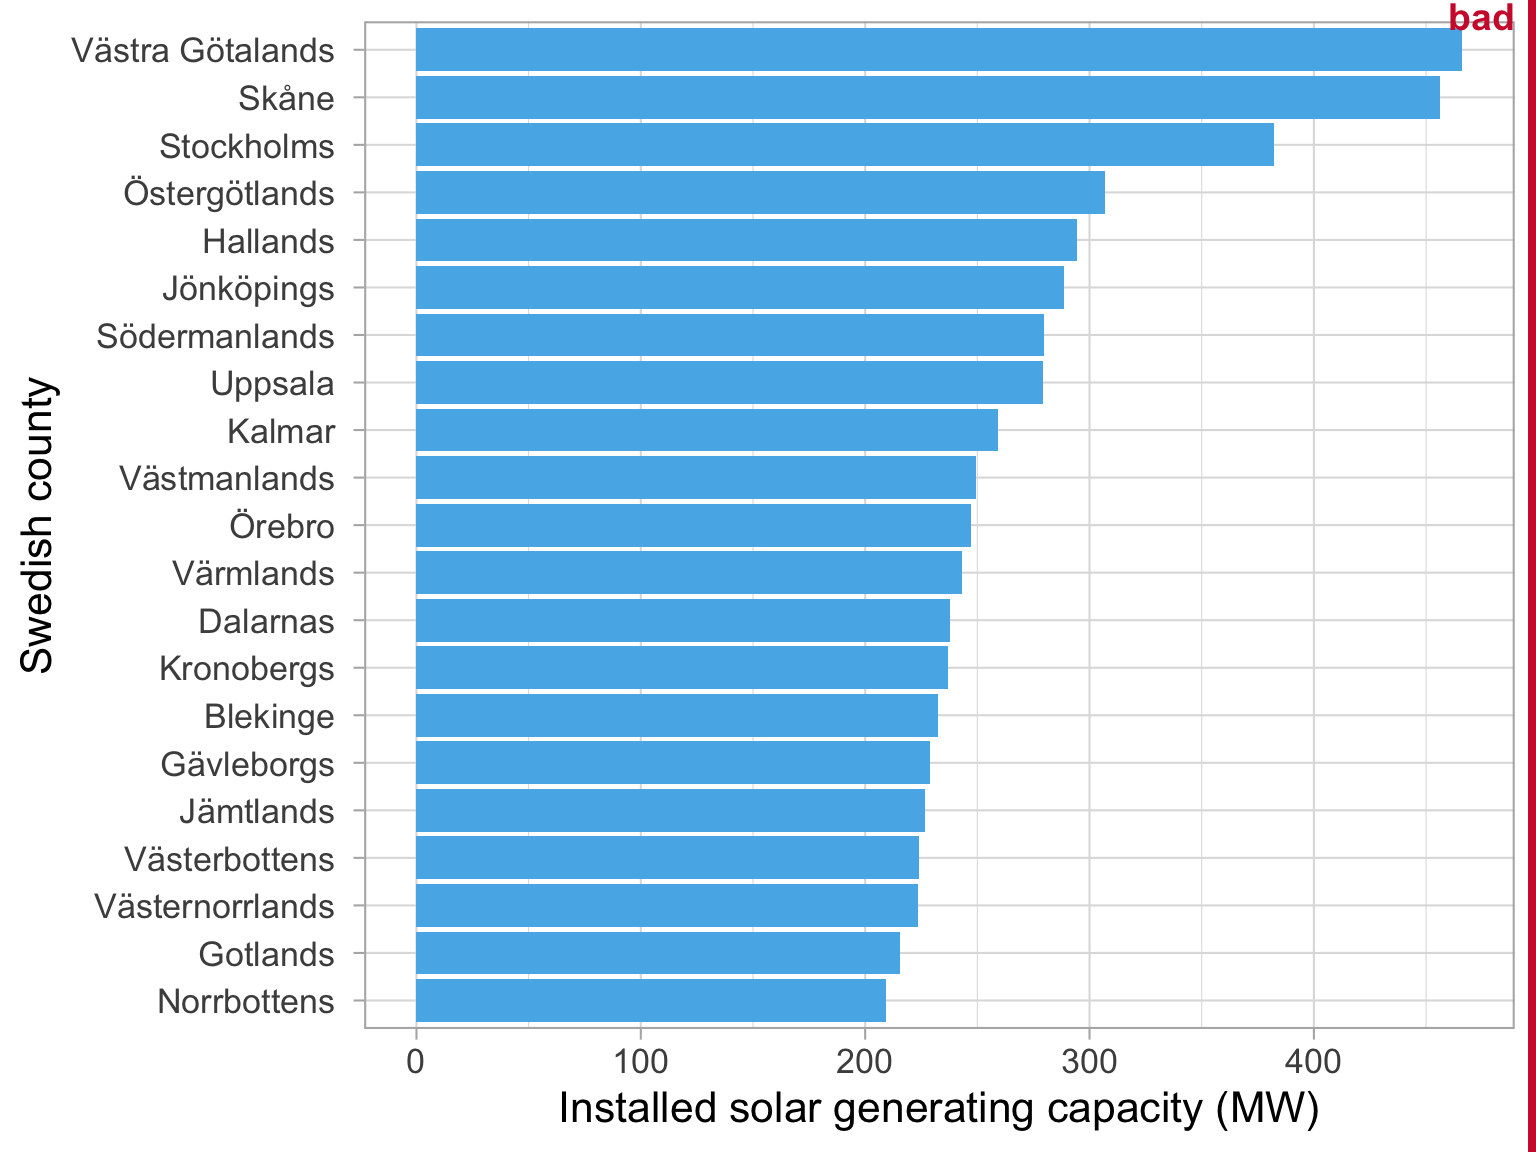 bad
Västra Götalands
Skåne
Stockholms
Östergötlands
Hallands
Jönköpings
Södermanlands
Uppsala
Kalmar
Västmanlands
Örebro
Värmlands
Dalarnas
Kronobergs
Blekinge
Gävleborgs
Jämtlands
Västerbottens
Västernorrlands
Gotlands
Norrbottens
Swedish county
0 100 200 300 400
Installed solar generating capacity (MW)